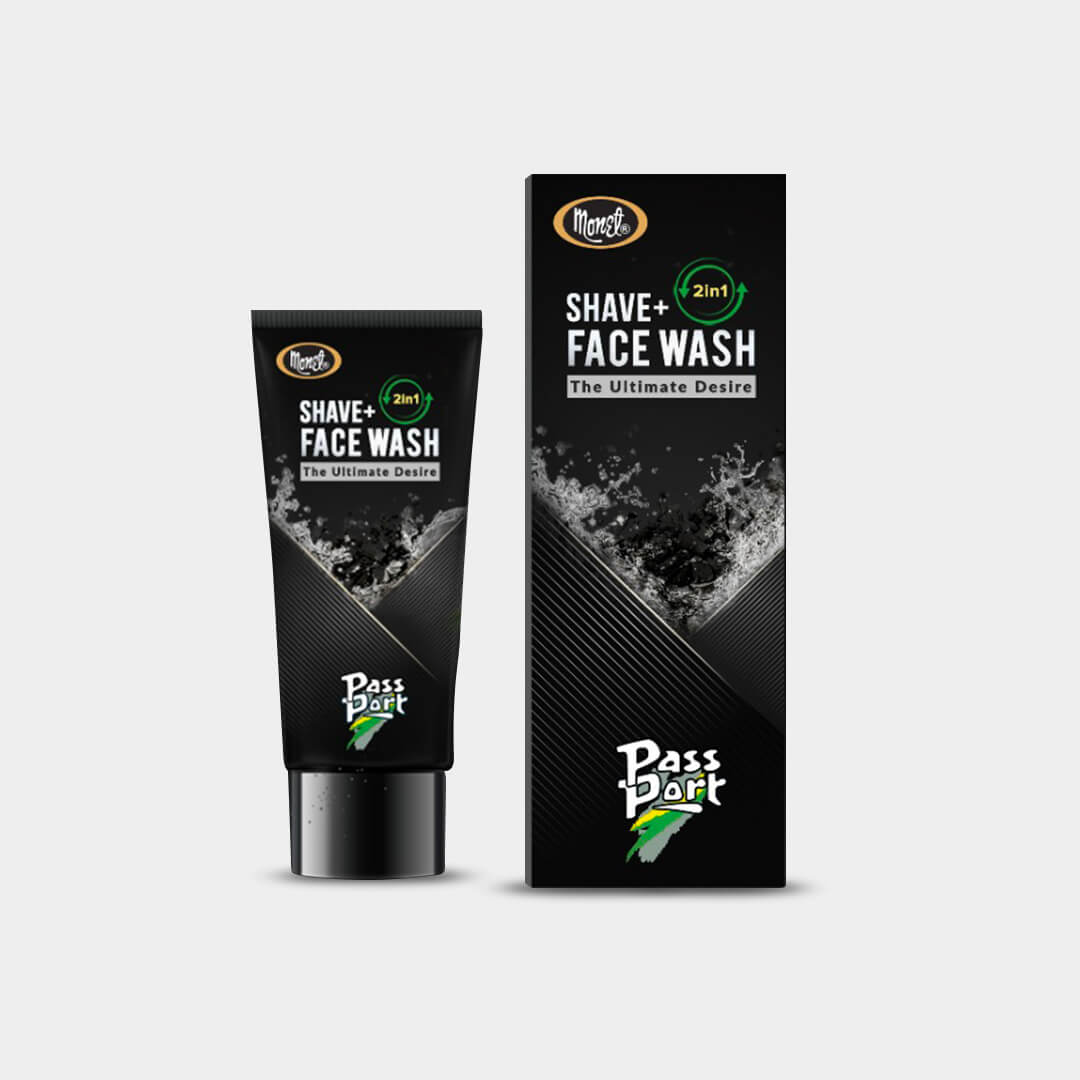 Monet®
2in1
SHAVE+
FACE WASH
The Ultimate Desire
Pass
Port
Monet®
2in1
SHAVE+
FACE WASH
The Ultimate Desire
Pass
Port